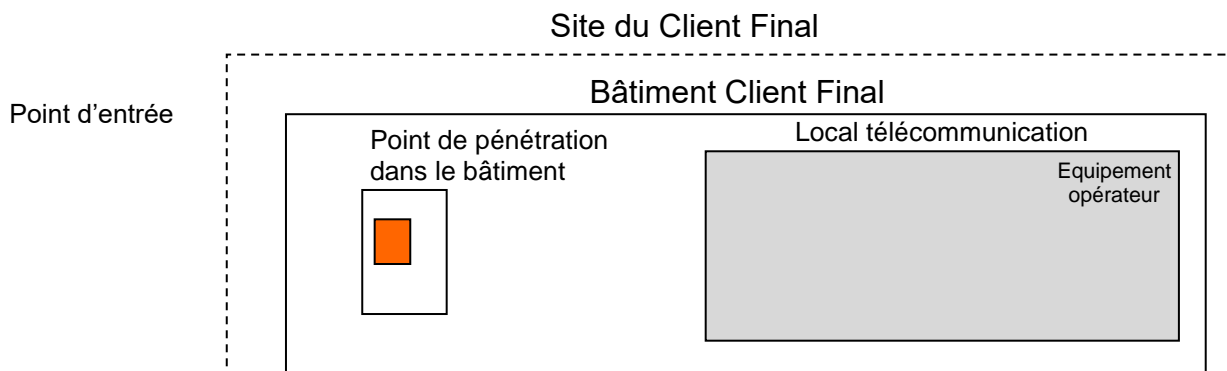 Site du Client Final
Bâtiment Client Final
Point d’entrée
Point de pénétration
dans le bâtiment
Local télécommunication
Equipement
opérateur